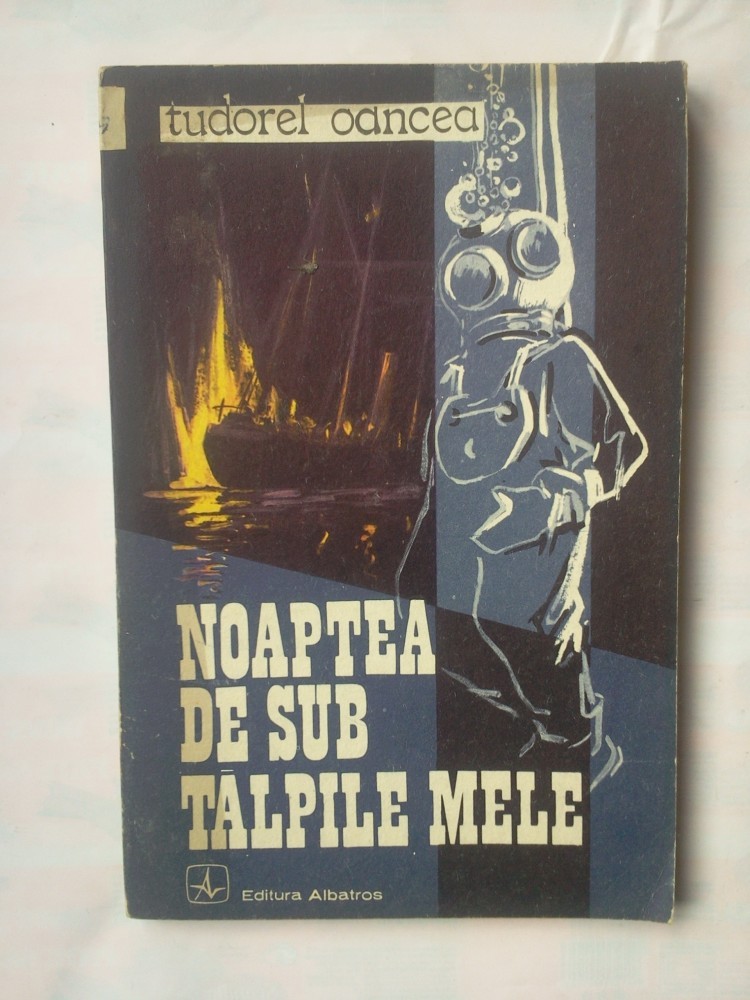 tudorel oancea
NOAPTEA
DE SUB
TĂLPILE MELE
Editura Albatros